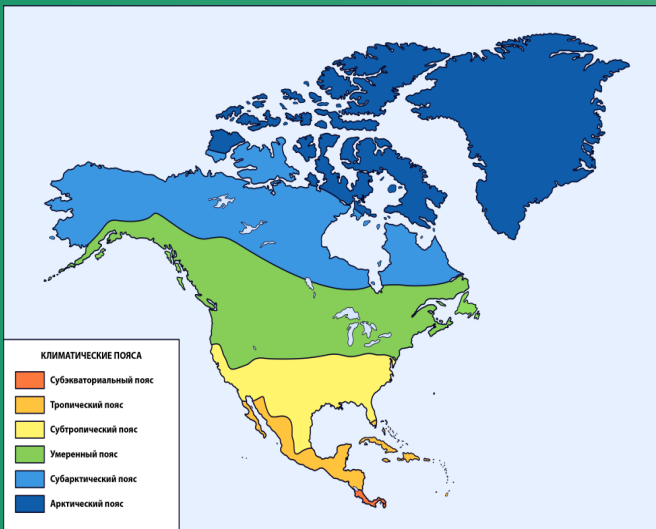 КЛИМАТИЧЕСКИЕ ПОЯСА
Субэкваториальный пояс
Тропический пояс
Субтропический пояс
Умеренный пояс
Субарктический пояс
Арктический пояс